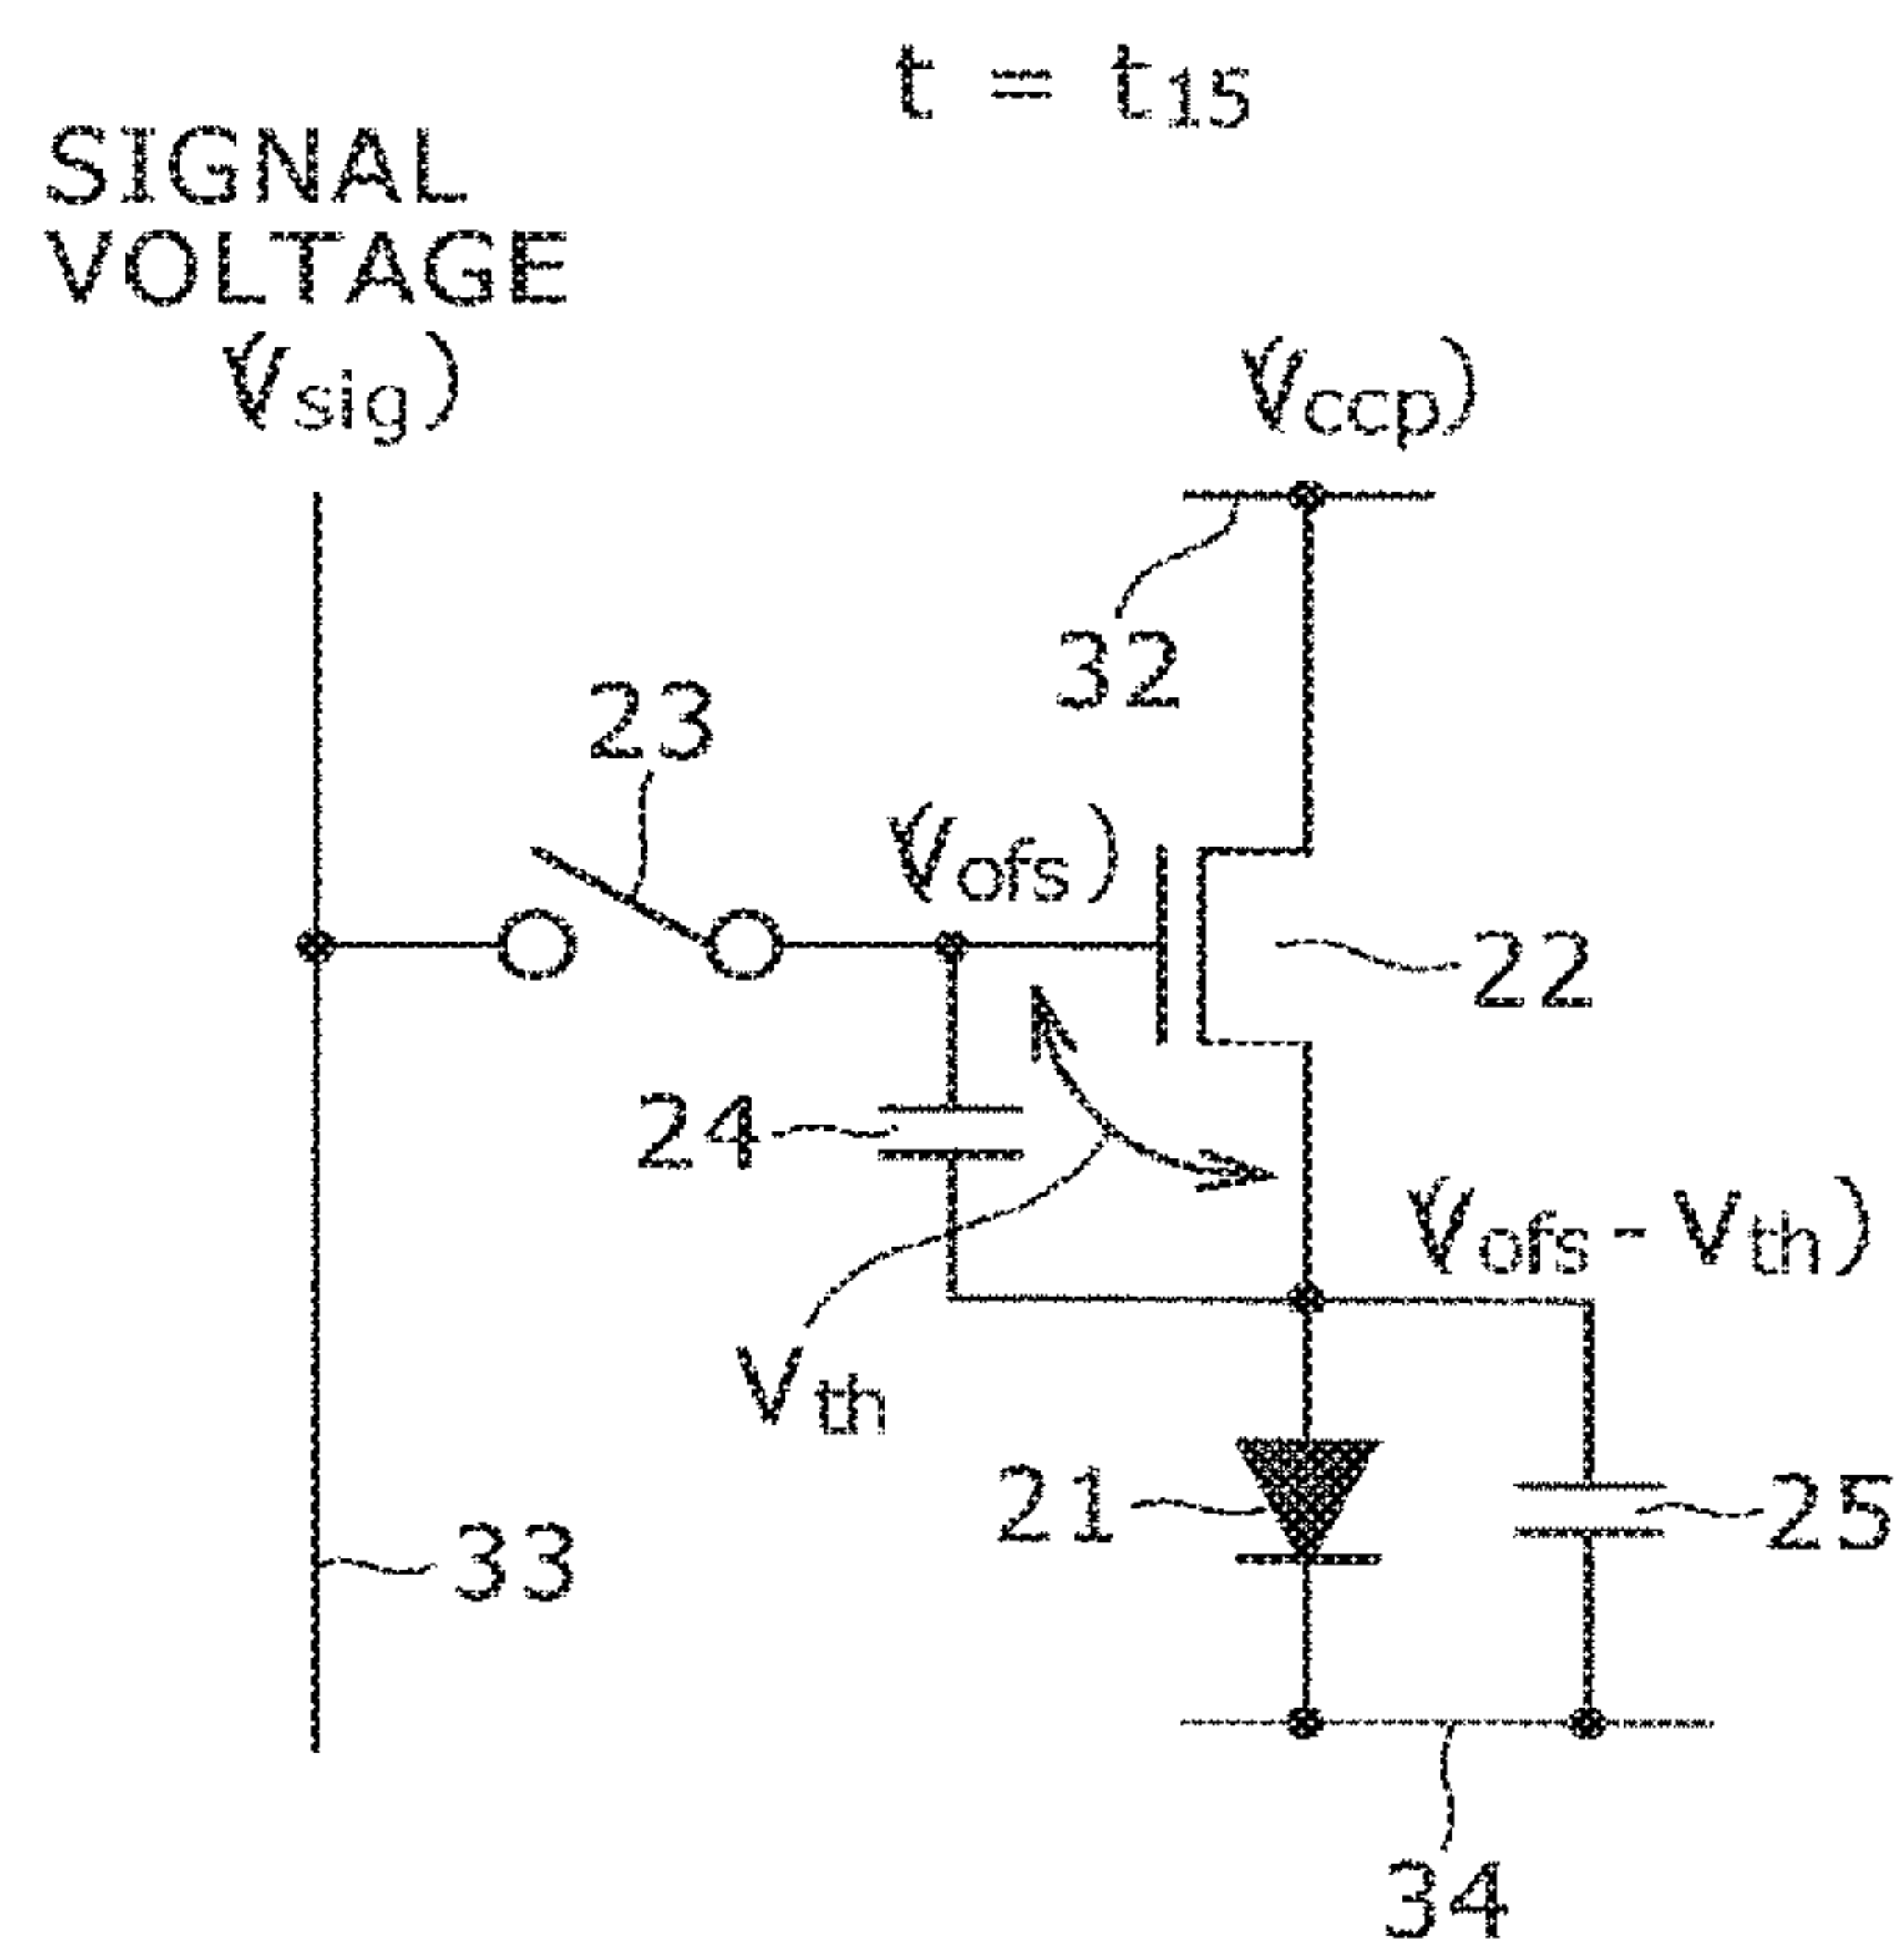 t = t15
SIGNAL
VOLTAGE
(Vsig)
(Vccp)
32
23
(Vofs)
22
24
(Vofs - Vth)
Vth
21
25
33
34